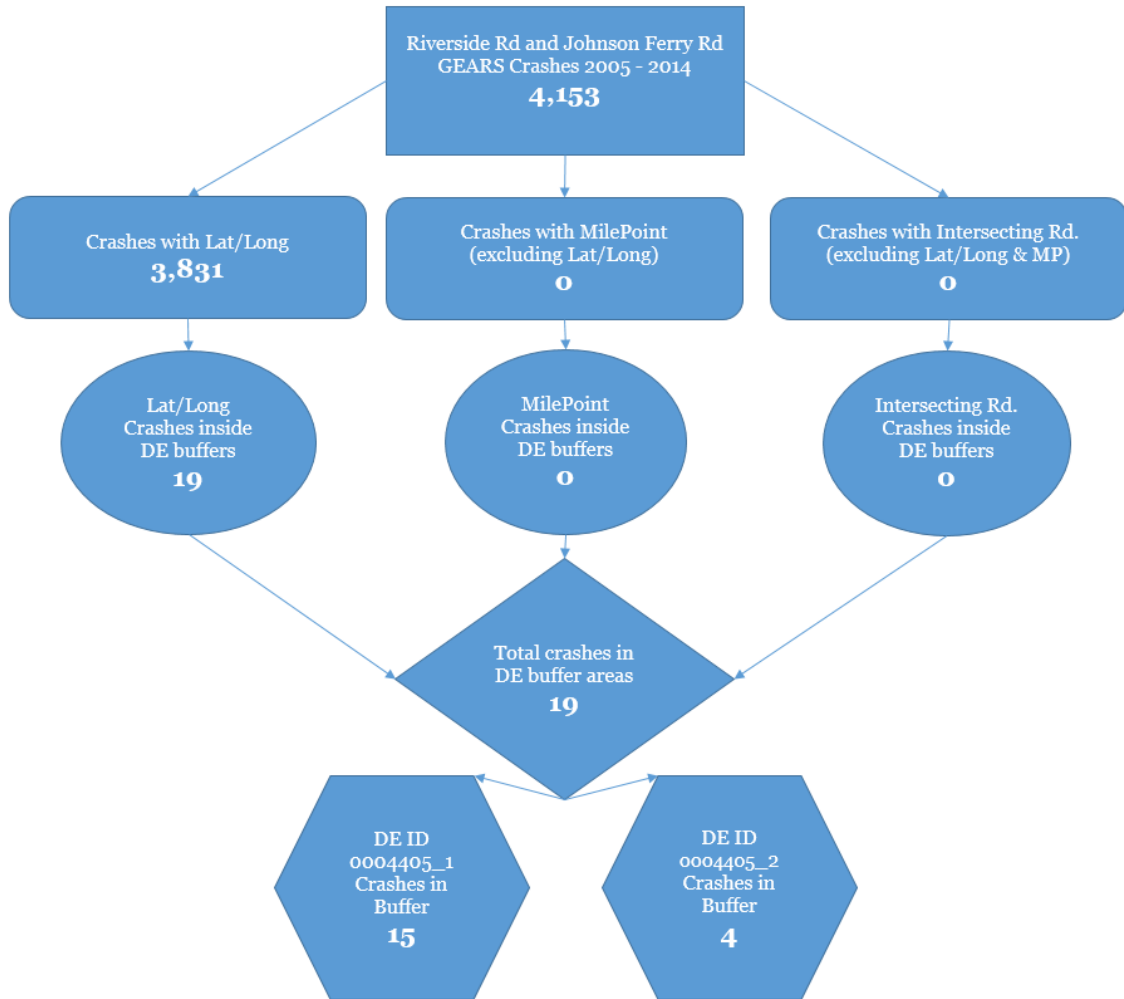 Riverside Rd and Johnson Ferry Rd
GEARS Crashes 2005 - 2014
4,153
Crashes with Lat/Long
3,831
Crashes with MilePoint
(excluding Lat/Long)
0
Crashes with Intersecting Rd.
(excluding Lat/Long & MP)
0
Lat/Long
Crashes inside
DE buffers
19
MilePoint
Crashes inside
DE buffers
0
Intersecting Rd.
Crashes inside
DE buffers
0
Total crashes in
DE buffer areas
19
DE ID
0004405_1
Crashes in
Buffer
15
DE ID
0004405_2
Crashes in
Buffer
4